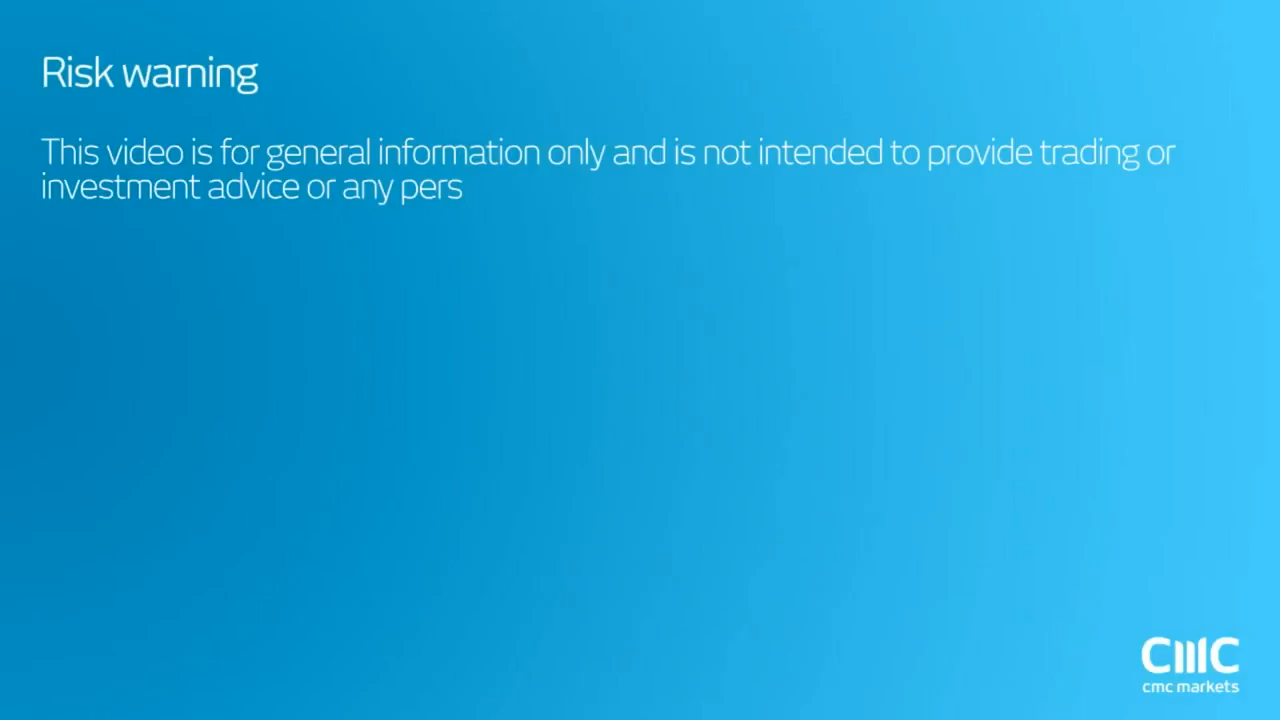 Risk warning
This video is for general information only and is not intended to provide trading or
investment advice or any pers
CMC
cmc markets